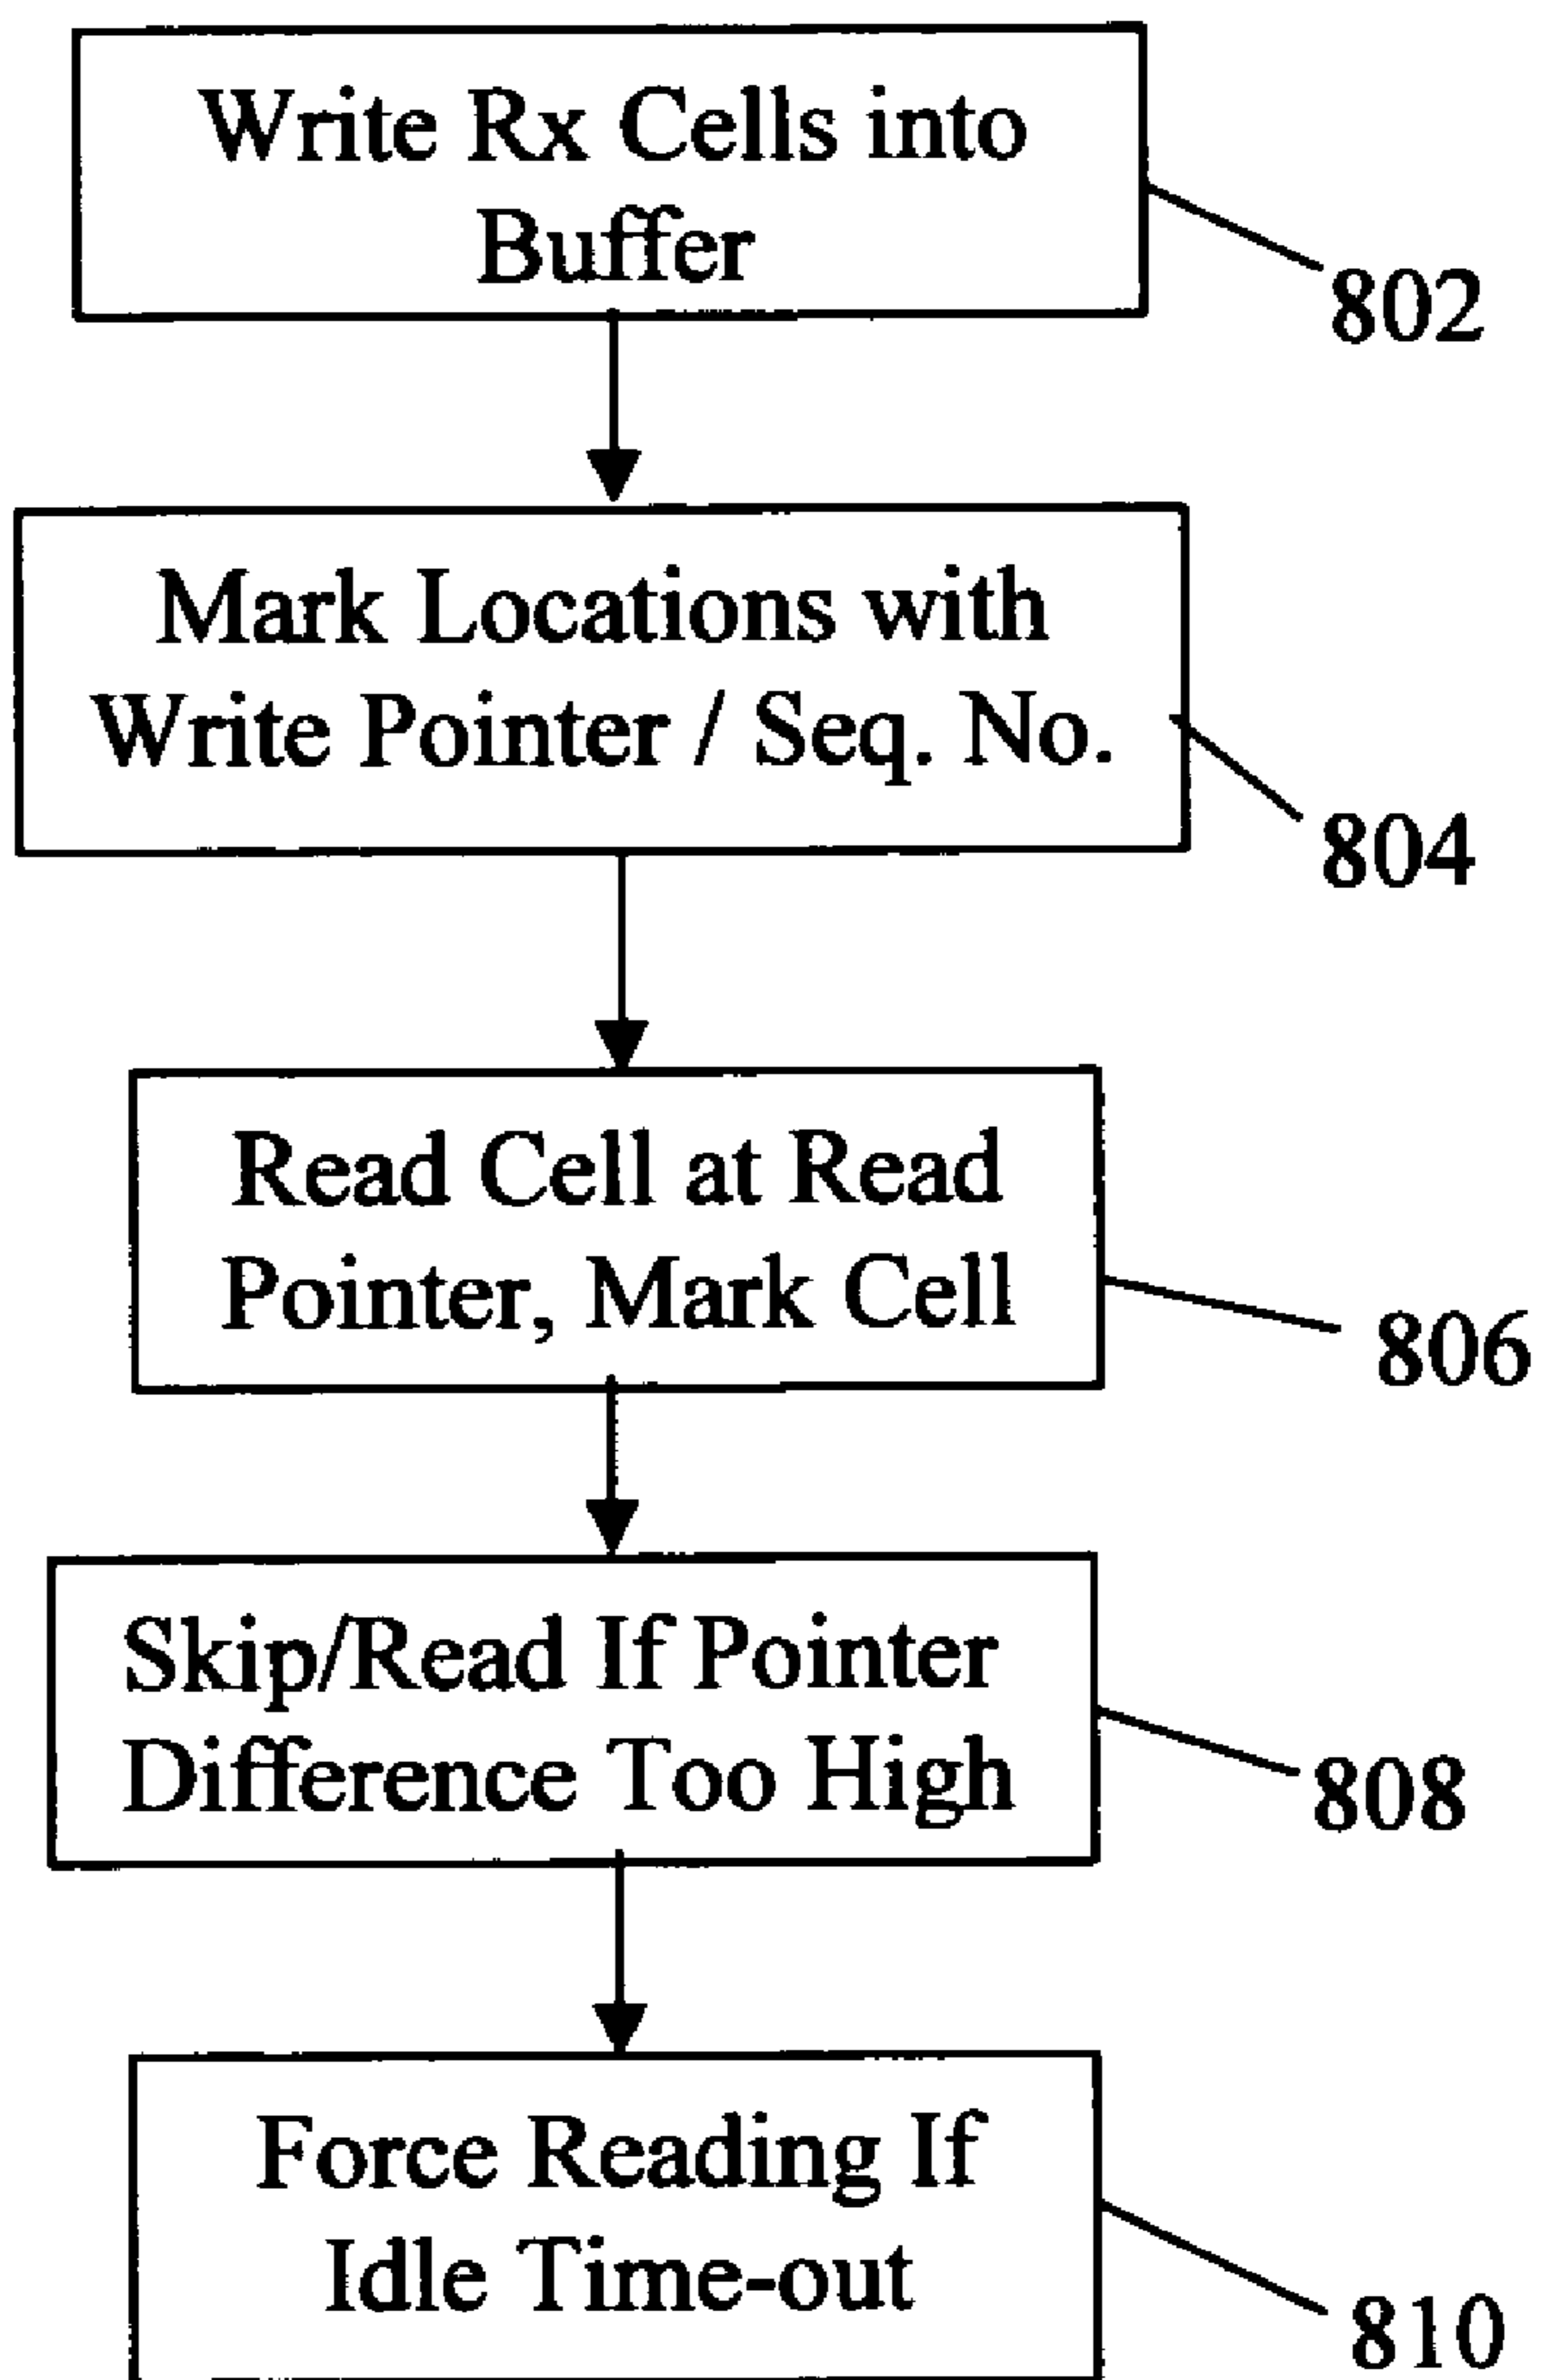 Write Rx Cells into
Buffer
802
Mark Locations with
Write Pointer / Seq. No.
804
Read Cell at Read
Pointer, Mark Cell
806
Skip/Read If Pointer
Difference Too High
808
Force Reading If
Idle Time-out
810